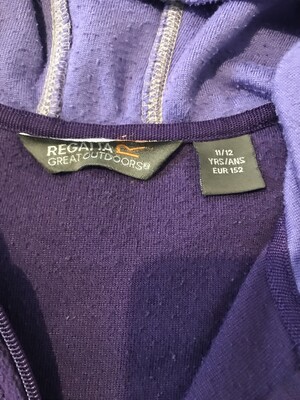 REGATTA
GREAT OUTDOORS®
11/12
YRS/ANS
EUR 152